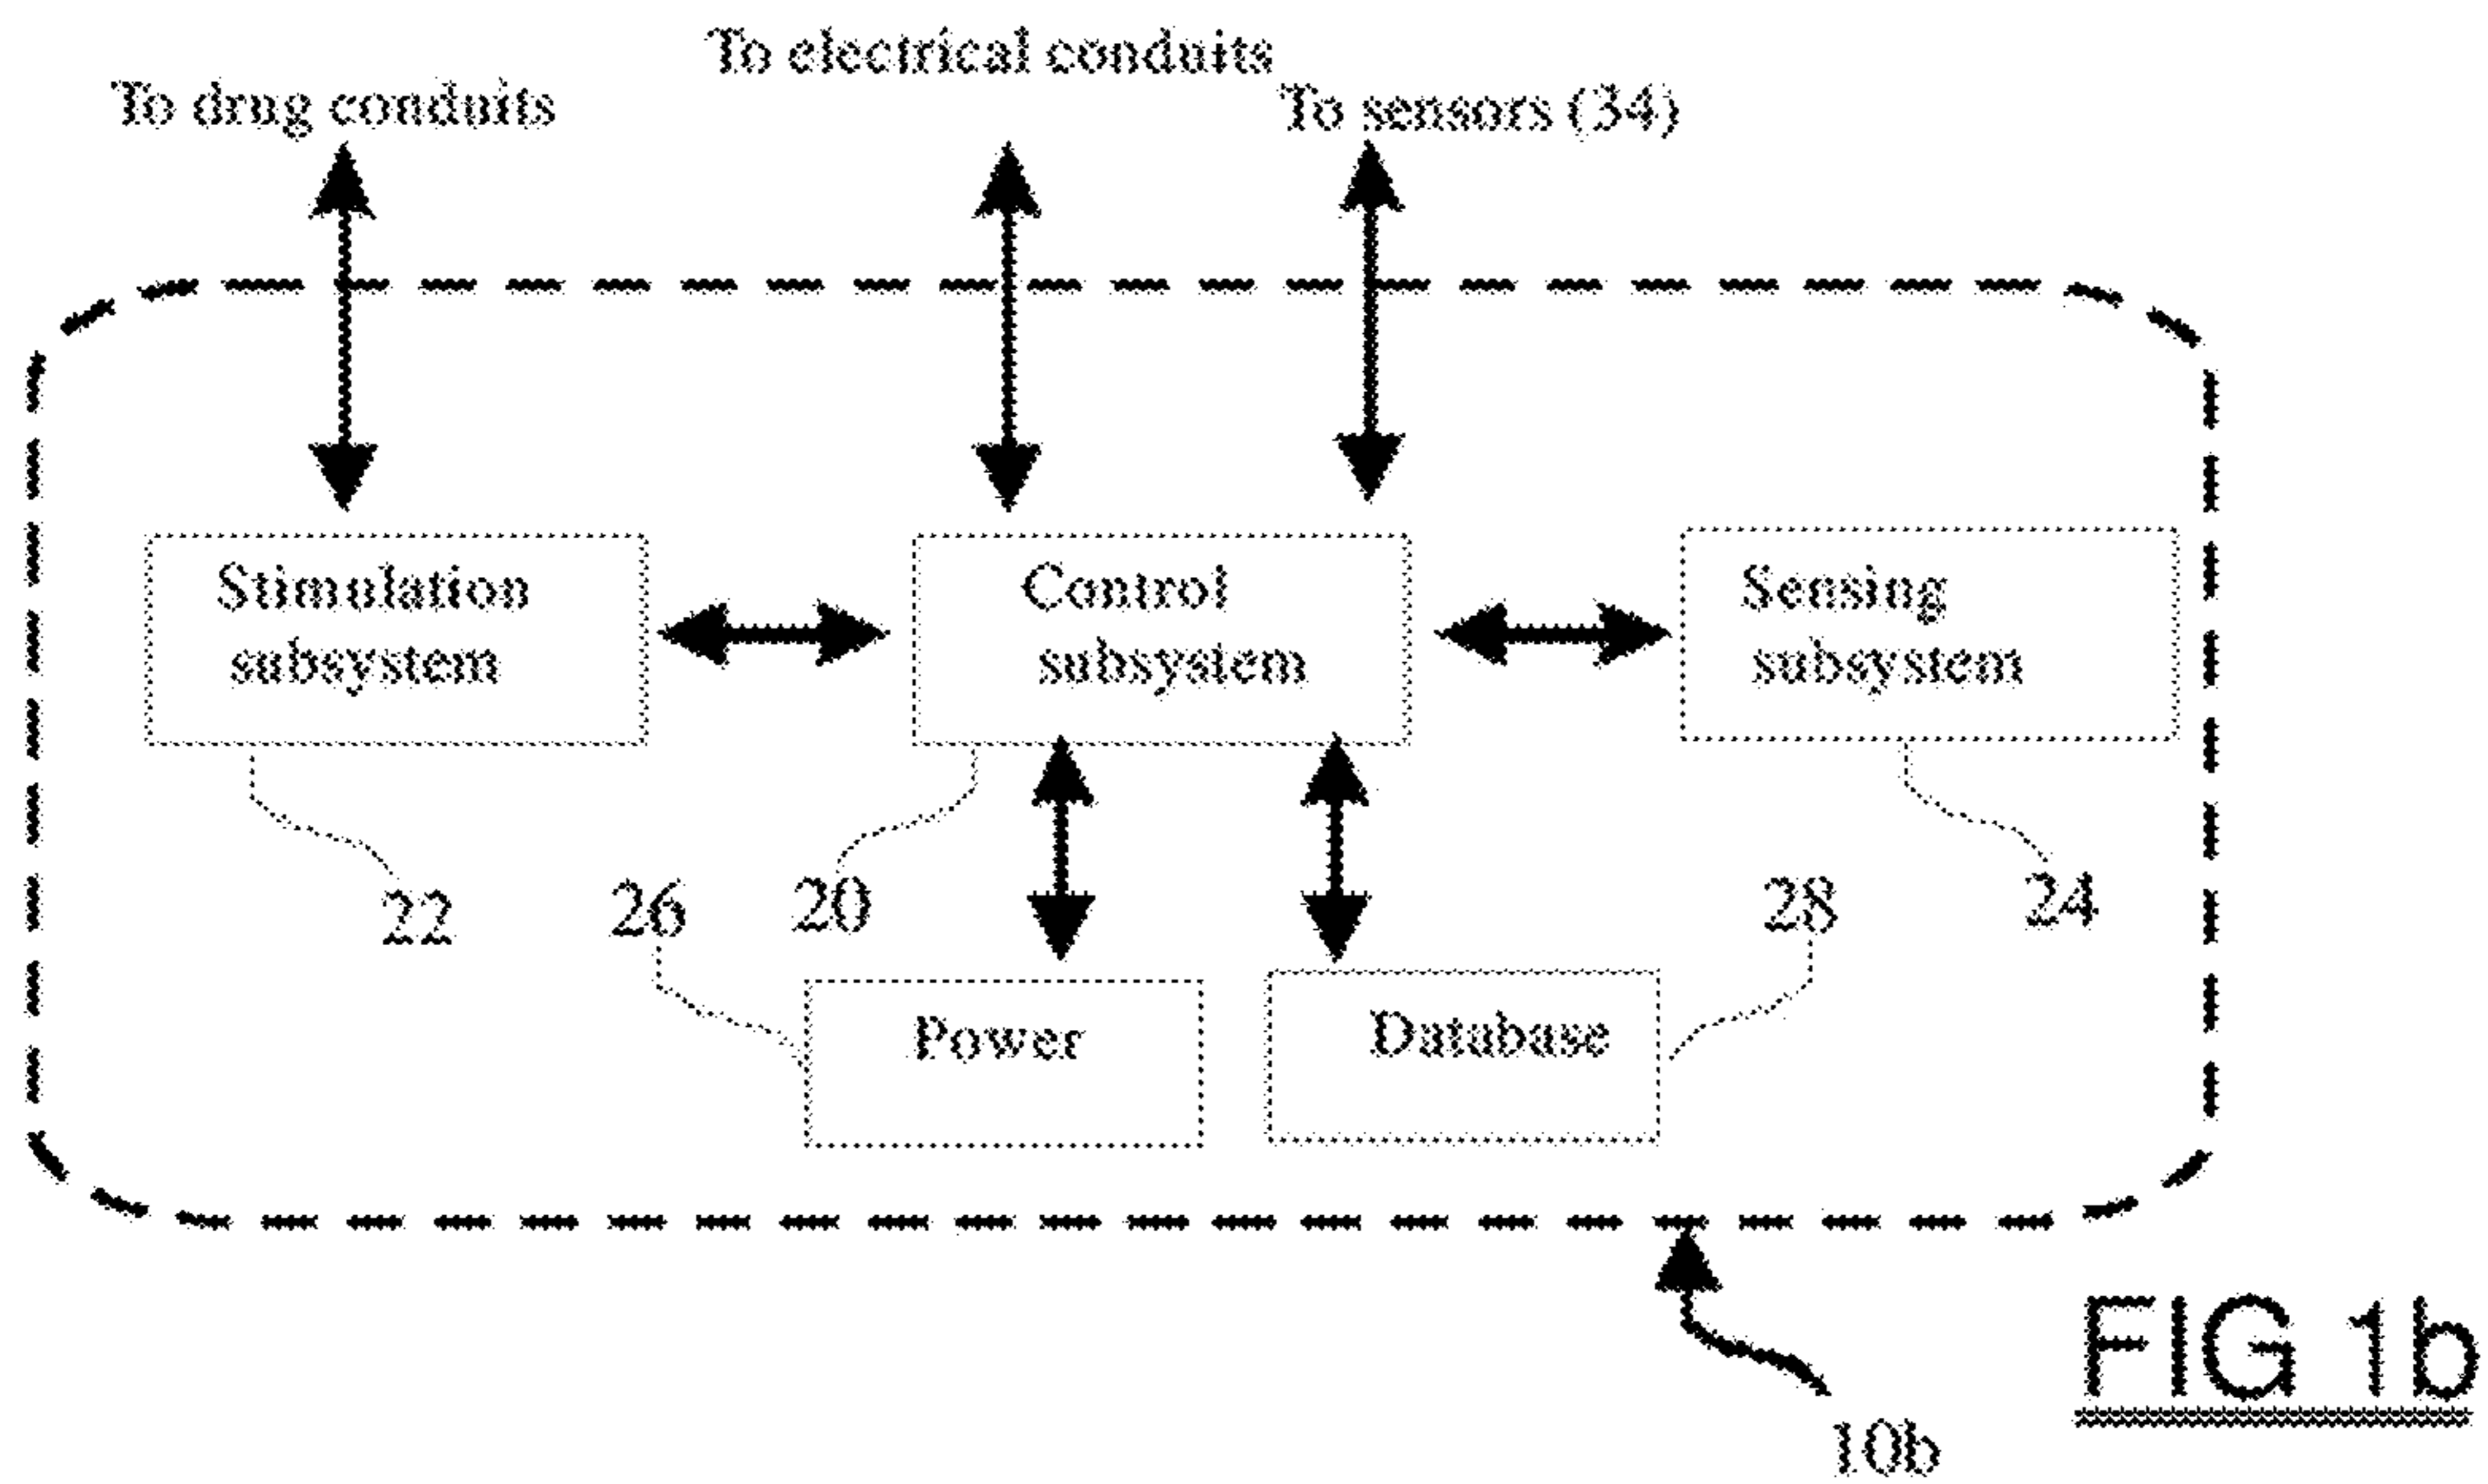 To electrical conduits
To drug conduits
To sensors (34)
Stimulation
subsystem
Control
subsystem
Sensing
subsystem
22
26
20
28
24
Power
Database
10b
FIG 1b